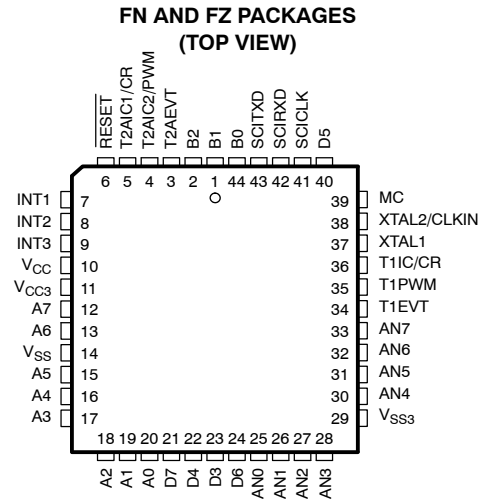 FN AND FZ PACKAGES
(TOP VIEW)
RESET
T2AIC1/CR
T2AIC2/PWM
T2AEVT
B2
B1
B0
SCITXD
SCIRXD
SCICLK
D5
6 5 4 3 2 1 44 43 42 41 40
INT1 7
INT2 8
INT3 9
VCC 10
VCC3 11
A7 12
A6 13
VSS 14
A5 15
A4 16
A3 17
39 MC
38 XTAL2/CLKIN
37 XTAL1
36 T1IC/CR
35 T1PWM
34 T1EVT
33 AN7
32 AN6
31 AN5
30 AN4
29 VSS3
18 19 20 21 22 23 24 25 26 27 28
A2
A1
A0
D7
D4
D3
D6
AN0
AN1
AN2
AN3